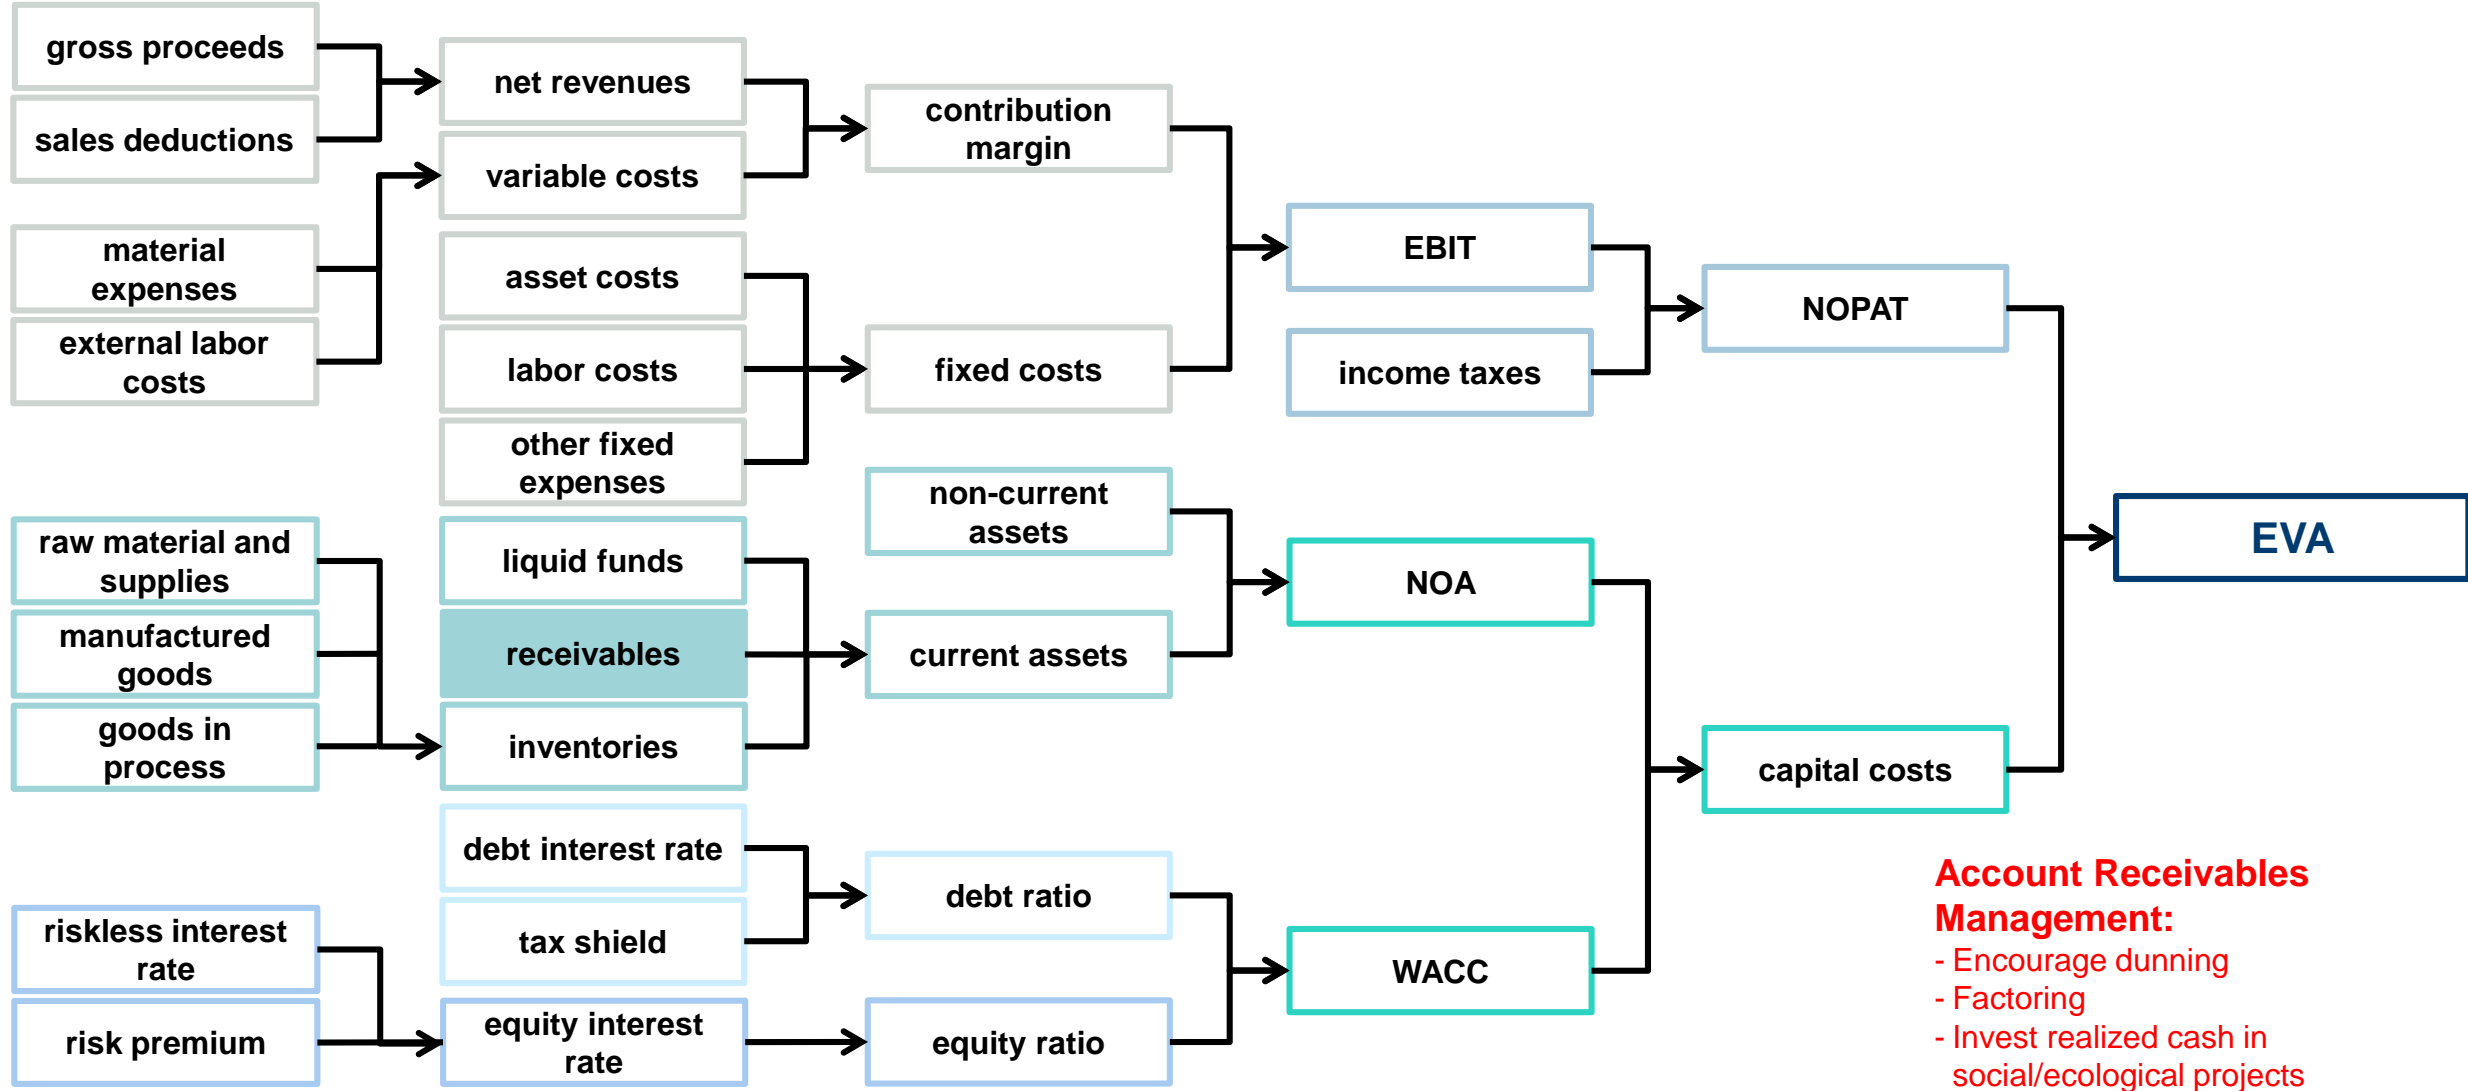 gross proceeds
sales deductions
material
expenses
external labor
costs
raw material and
supplies
manufactured
goods
goods in
process
riskless interest
rate
risk premium
net revenues
variable costs
asset costs
labor costs
other fixed
expenses
liquid funds
receivables
inventories
debt interest rate
tax shield
equity interest
rate
contribution
margin
fixed costs
non-current
assets
current assets
debt ratio
equity ratio
EBIT
income taxes
NOA
WACC
NOPAT
capital costs
EVA
Account Receivables
Management:
- Encourage dunning
- Factoring
- Invest realized cash in
social/ecological projects